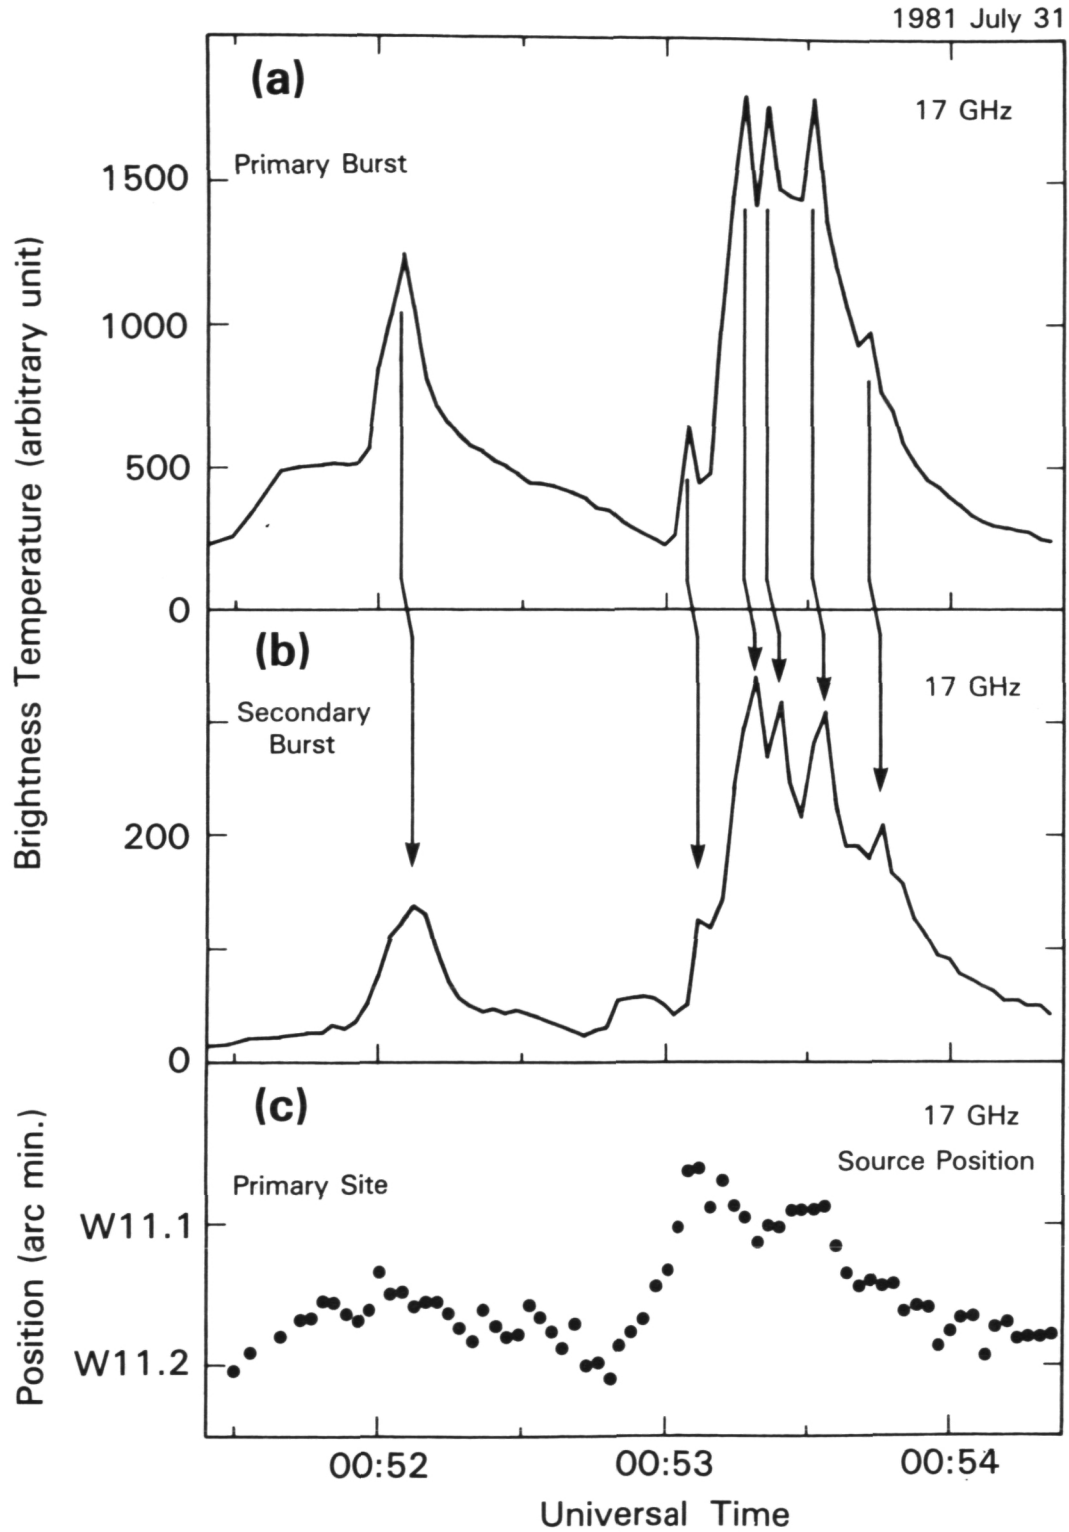 1981 July 31
(a)
17 GHz
Primary Burst
1500
1000
500
0
Brightness Temperature (arbitrary unit)
(b)
17 GHz
Secondary
Burst
200
0
(c)
17 GHz
Source Position
Primary Site
W11.1
W11.2
Position (arc min.)
00:52
00:53
00:54
Universal Time